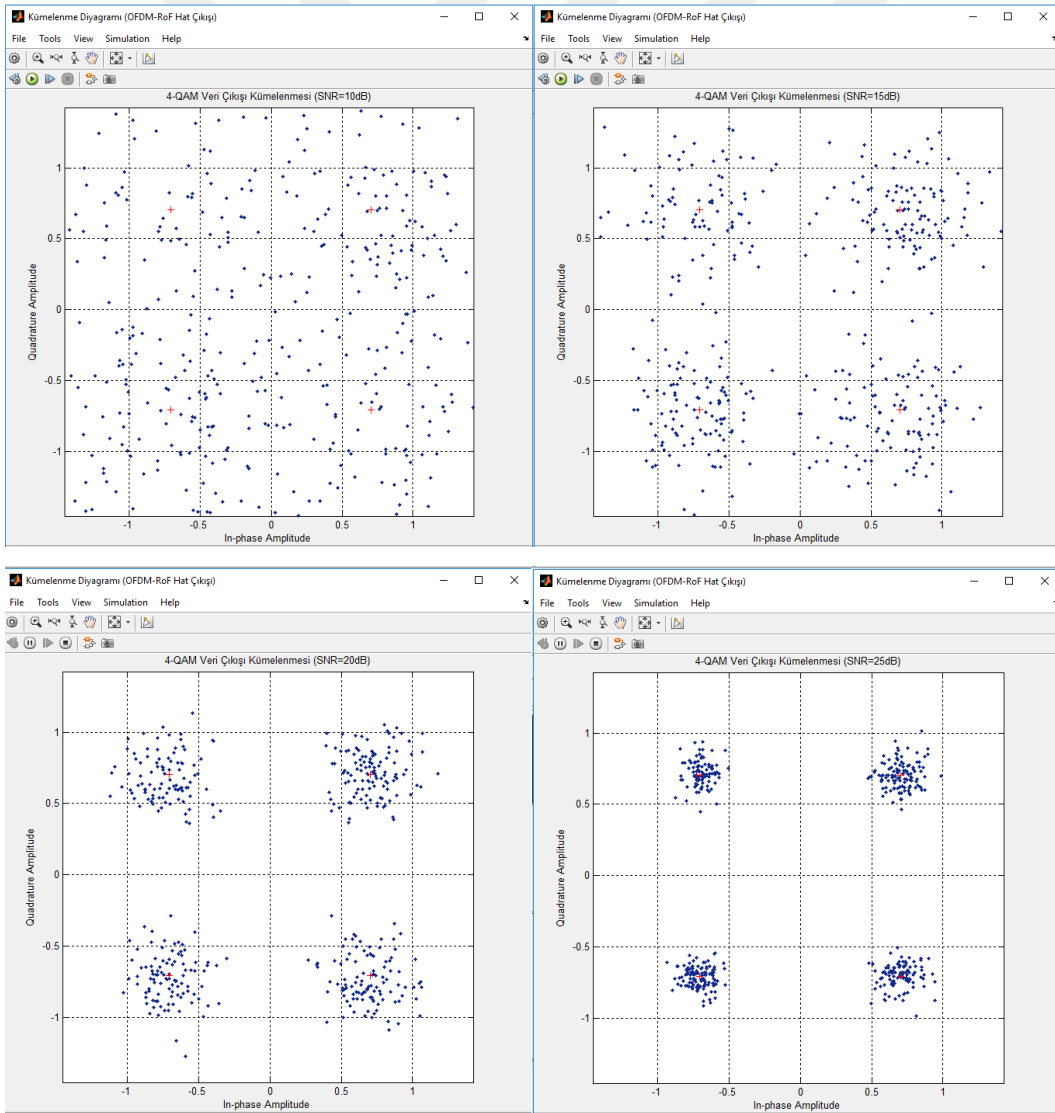 Kümelenme Diyagramı (OFDM-RoF Hat Çıkışı)
File Tools View Simulation Help
4-QAM Veri Çıkışı Kümelenmesi (SNR=10dB)
1
0.5
0
-0.5
-1
Quadrature Amplitude
-1 -0.5 0 0.5 1
In-phase Amplitude
Kümelenme Diyagramı (OFDM-RoF Hat Çıkışı)
File Tools View Simulation Help
4-QAM Veri Çıkışı Kümelenmesi (SNR=15dB)
1
0.5
0
-0.5
-1
Quadrature Amplitude
-1 -0.5 0 0.5 1
In-phase Amplitude
Kümelenme Diyagramı (OFDM-RoF Hat Çıkışı)
File Tools View Simulation Help
4-QAM Veri Çıkışı Kümelenmesi (SNR=20dB)
1
0.5
0
-0.5
-1
Quadrature Amplitude
-1 -0.5 0 0.5 1
In-phase Amplitude
Kümelenme Diyagramı (OFDM-RoF Hat Çıkışı)
File Tools View Simulation Help
4-QAM Veri Çıkışı Kümelenmesi (SNR=25dB)
1
0.5
0
-0.5
-1
Quadrature Amplitude
-1 -0.5 0 0.5 1
In-phase Amplitude